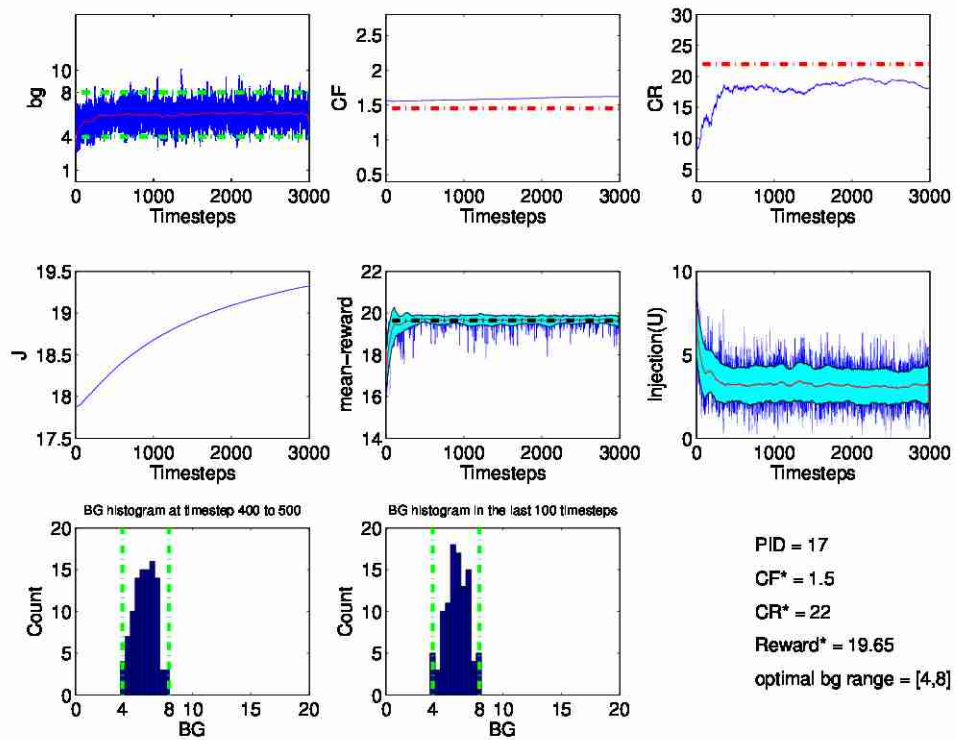 bg
10
8
4
1
0 1000 2000 3000
Timesteps
CF
2.5
2
1.5
1
0.5
0 1000 2000 3000
Timesteps
CR
30
25
20
15
10
5
0 1000 2000 3000
Timesteps
J
19.5
19
18.5
18
17.5
0 1000 2000 3000
Timesteps
mean-reward
22
20
18
16
14
0 1000 2000 3000
Timesteps
Injection(U)
10
5
0
0 1000 2000 3000
Timesteps
BG histogram at timestep 400 to 500
Count
20
15
10
5
0
0 4 8 10 15 20
BG
BG histogram in the last 100 timesteps
Count
20
15
10
5
0
0 4 8 10 15 20
BG
PID = 17
CF* = 1.5
CR* = 22
Reward* = 19.65
optimal bg range = [4,8]